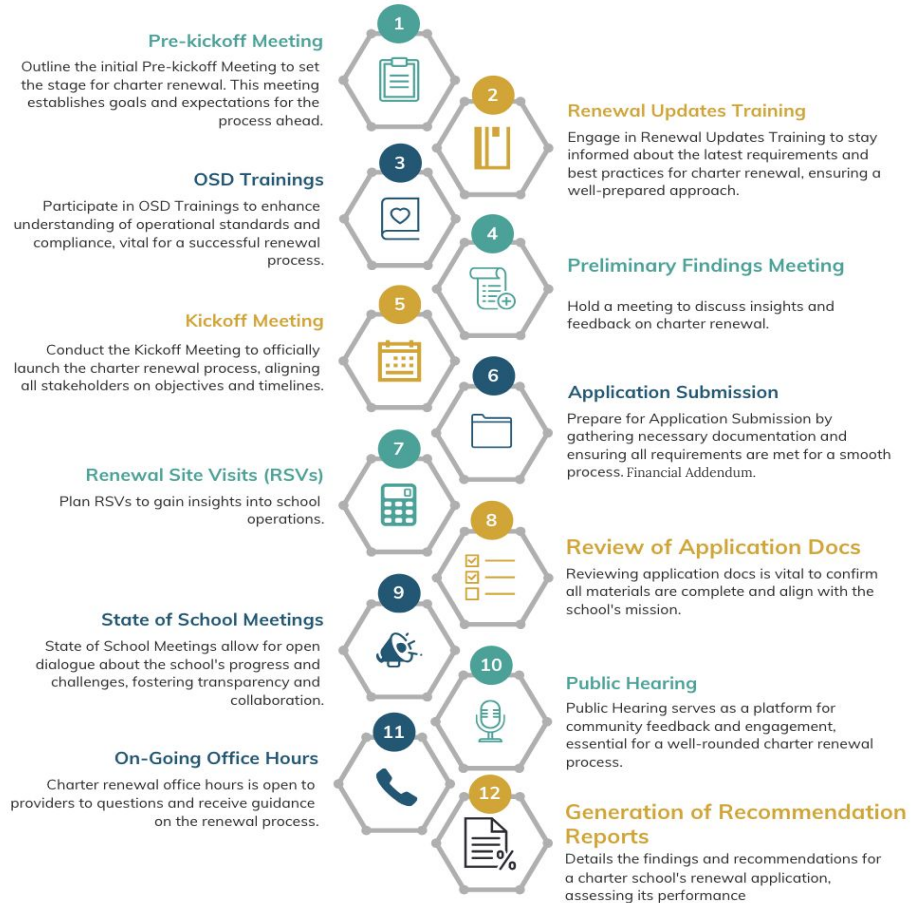 1
Pre-kickoff Meeting
Outline the initial Pre-kickoff Meeting to set
the stage for charter renewal. This meeting
establishes goals and expectations for the
process ahead.
2
Renewal Updates Training
Engage in Renewal Updates Training to stay
informed about the latest requirements and
best practices for charter renewal, ensuring a
well-prepared approach.
3
OSD Trainings
Participate in OSD Trainings to enhance
understanding of operational standards and
compliance, vital for a successful renewal
process.
4
Preliminary Findings Meeting
Hold a meeting to discuss insights and
feedback on charter renewal.
5
Kickoff Meeting
Conduct the Kickoff Meeting to officially
launch the charter renewal process, aligning
all stakeholders on objectives and timelines.
6
Application Submission
Prepare for Application Submission by
gathering necessary documentation and
ensuring all requirements are met for a smooth
process. Financial Addendum.
7
Renewal Site Visits (RSVs)
Plan RSVs to gain insights into school
operations.
8
Review of Application Docs
Reviewing application docs is vital to confirm
all materials are complete and align with the
school's mission.
9
State of School Meetings
State of School Meetings allow for open
dialogue about the school's progress and
challenges, fostering transparency and
collaboration.
10
Public Hearing
Public Hearing serves as a platform for
community feedback and engagement,
essential for a well-rounded charter renewal
process.
11
On-Going Office Hours
Charter renewal office hours is open to
providers to questions and receive guidance
on the renewal process.
12
Generation of Recommendation
Reports
Details the findings and recommendations for
a charter school's renewal application,
assessing its performance
%